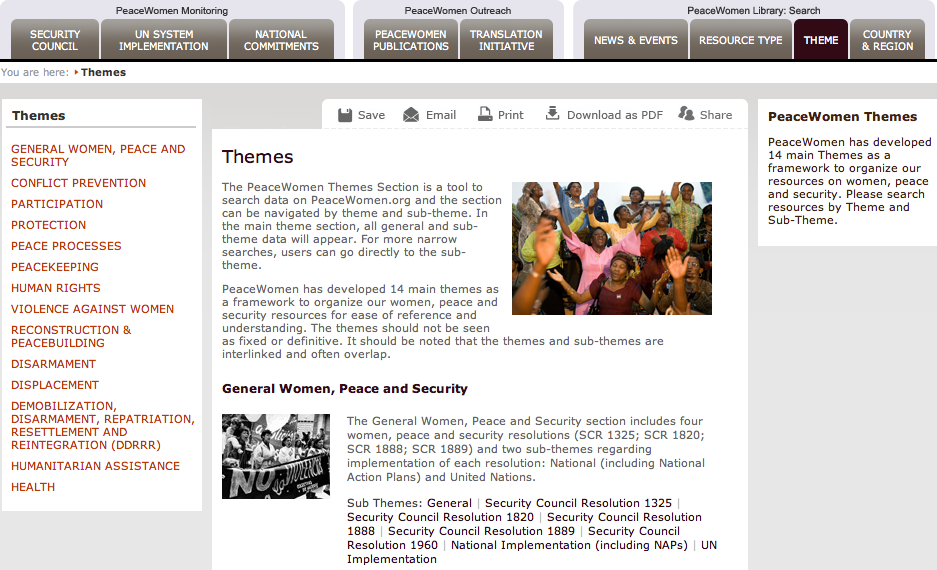 PeaceWomen Monitoring
PeaceWomen Outreach
PeaceWomen Library: Search
SECURITY
COUNCIL
UN SYSTEM
IMPLEMENTATION
NATIONAL
COMMITMENTS
PEACEWOMEN
PUBLICATIONS
TRANSLATION
INITIATIVE
NEWS & EVENTS
RESOURCE TYPE
THEME
COUNTRY
& REGION
You are here: Themes
Themes
GENERAL WOMEN, PEACE AND
SECURITY
CONFLICT PREVENTION
PARTICIPATION
PROTECTION
PEACE PROCESSES
PEACEKEEPING
HUMAN RIGHTS
VIOLENCE AGAINST WOMEN
RECONSTRUCTION &
PEACEBUILDING
DISARMAMENT
DISPLACEMENT
DEMOBILIZATION,
DISARMAMENT, REPATRIATION,
RESETTLEMENT AND
REINTEGRATION (DDRRR)
HUMANITARIAN ASSISTANCE
HEALTH
Save
Email
Print
Download as PDF
Share
Themes
The PeaceWomen Themes Section is a tool to
search data on PeaceWomen.org and the section
can be navigated by theme and sub-theme. In
the main theme section, all general and sub-
theme data will appear. For more narrow
searches, users can go directly to the sub-
theme.
PeaceWomen has developed 14 main themes as
a framework to organize our women, peace and
security resources for ease of reference and
understanding. The themes should not be seen
as fixed or definitive. It should be noted that the themes and sub-themes are
interlinked and often overlap.
General Women, Peace and Security
NO VIOLENCE
The General Women, Peace and Security section includes four
women, peace and security resolutions (SCR 1325; SCR 1820;
SCR 1888; SCR 1889) and two sub-themes regarding
implementation of each resolution: National (including National
Action Plans) and United Nations.
Sub Themes: General | Security Council Resolution 1325 |
Security Council Resolution 1820 | Security Council Resolution
1888 | Security Council Resolution 1889 | Security Council
Resolution 1960 | National Implementation (including NAPs) | UN
Implementation
PeaceWomen Themes
PeaceWomen has developed
14 main Themes as a
framework to organize our
resources on women, peace
and security. Please search
resources by Theme and
Sub-Theme.